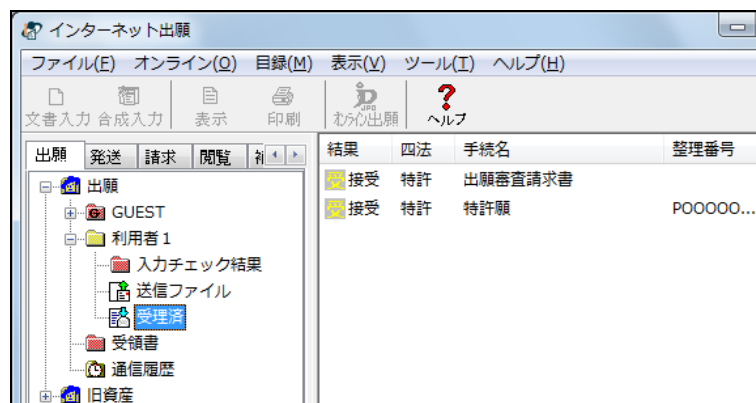 インターネット出願
ファイル(F) オンライン(O) 目録(M) 表示(V) ツール(T) ヘルプ(H)
文書入力 合成入力 表示 印刷 オンライン出願 ヘルプ
出願 発送 請求 閲覧
結果 四法 手続名 整理番号
受 接受 特許 出願審査請求書
受 接受 特許 特許願 POOOOO...
出願
GUEST
利用者1
入力チェック結果
送信ファイル
受理済
受領書
通信履歴
旧資産